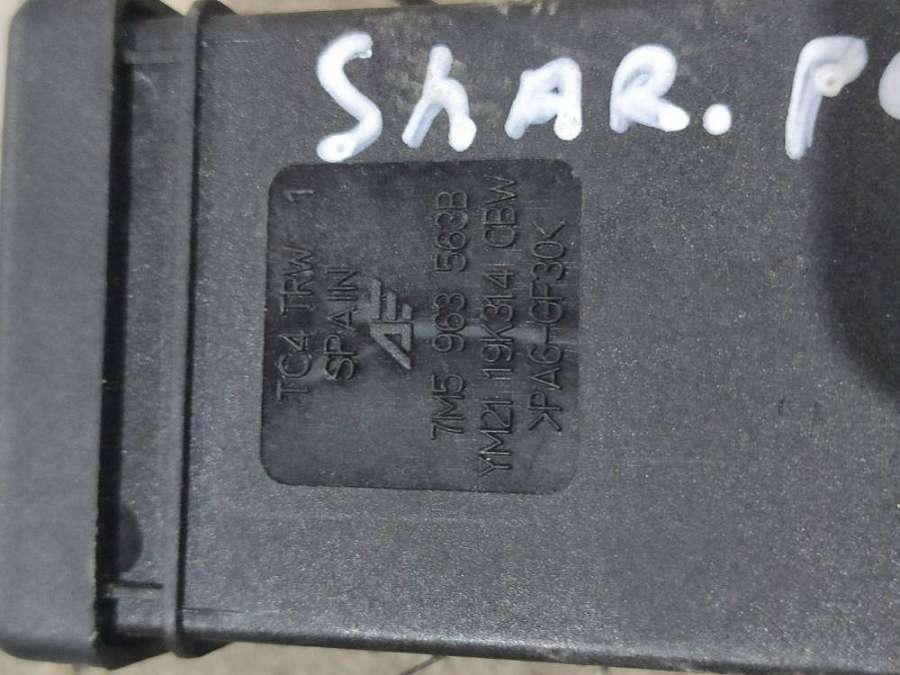 ShAR.
TC4 TRW 1
SPAIN
7M5 963 563B
YM21 19K314 CBW
>PA6-GF30<